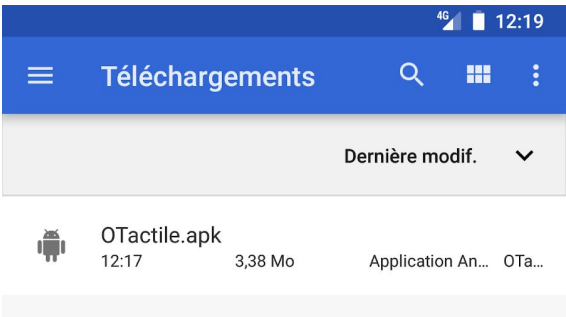 4G 12:19
Téléchargements
Dernière modif.
OTactile.apk
12:17 3,38 Mo Application An... OTa...